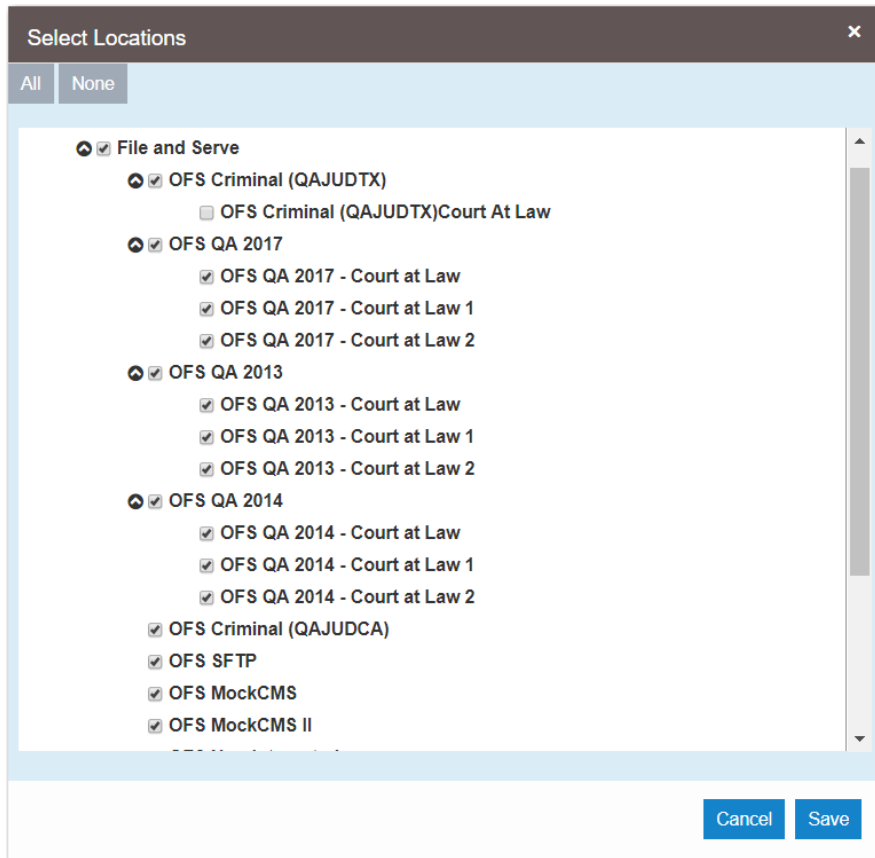 Select Locations ×
All None
File and Serve
OFS Criminal (QAJUDTX)
OFS Criminal (QAJUDTX)Court At Law
OFS QA 2017
OFS QA 2017 - Court at Law
OFS QA 2017 - Court at Law 1
OFS QA 2017 - Court at Law 2
OFS QA 2013
OFS QA 2013 - Court at Law
OFS QA 2013 - Court at Law 1
OFS QA 2013 - Court at Law 2
OFS QA 2014
OFS QA 2014 - Court at Law
OFS QA 2014 - Court at Law 1
OFS QA 2014 - Court at Law 2
OFS Criminal (QAJUDCA)
OFS SFTP
OFS MockCMS
OFS MockCMS II
Cancel Save